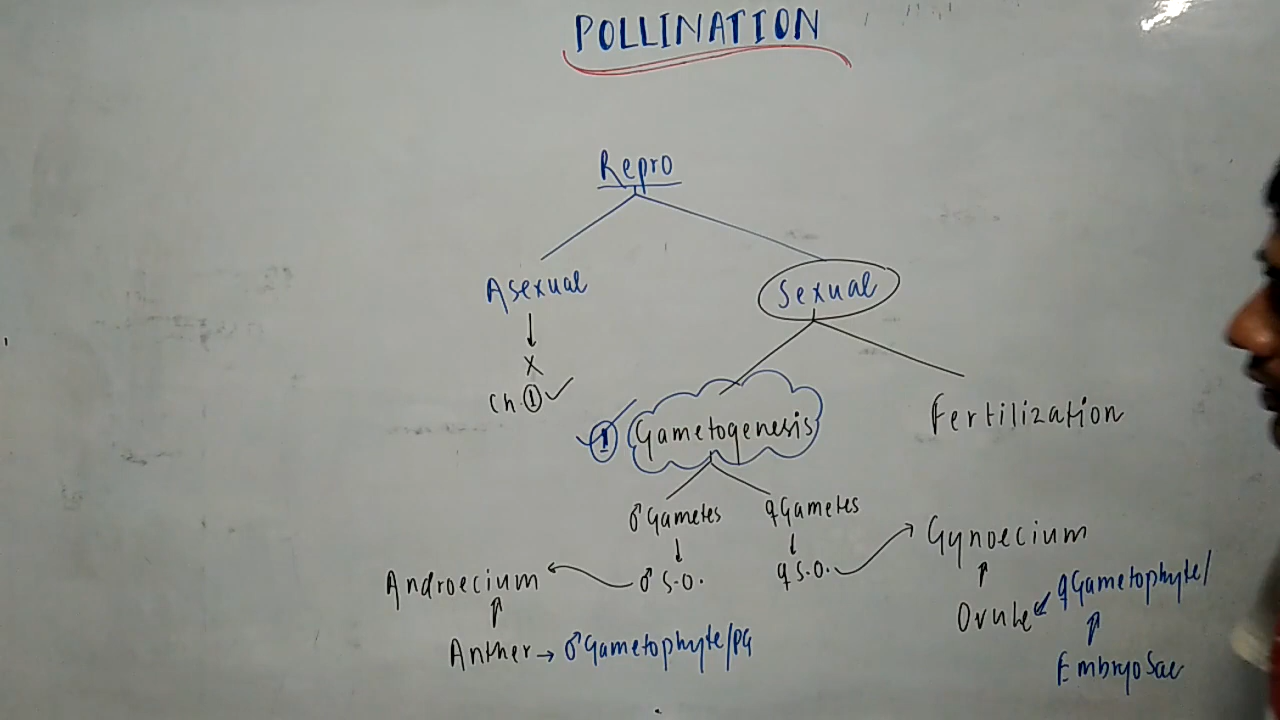 POLLINATION
Repro
Asexual
Sexual
X
Ch. ① ✓
① Gametogenesis
Fertilization
♂ Gametes
♀ Gametes
Gynoecium
Androecium
♂ S.O.
♀ S.O.
Ovule
♀ Gametophyte/
Anther → ♂ Gametophyte/PG
Embryo Sac